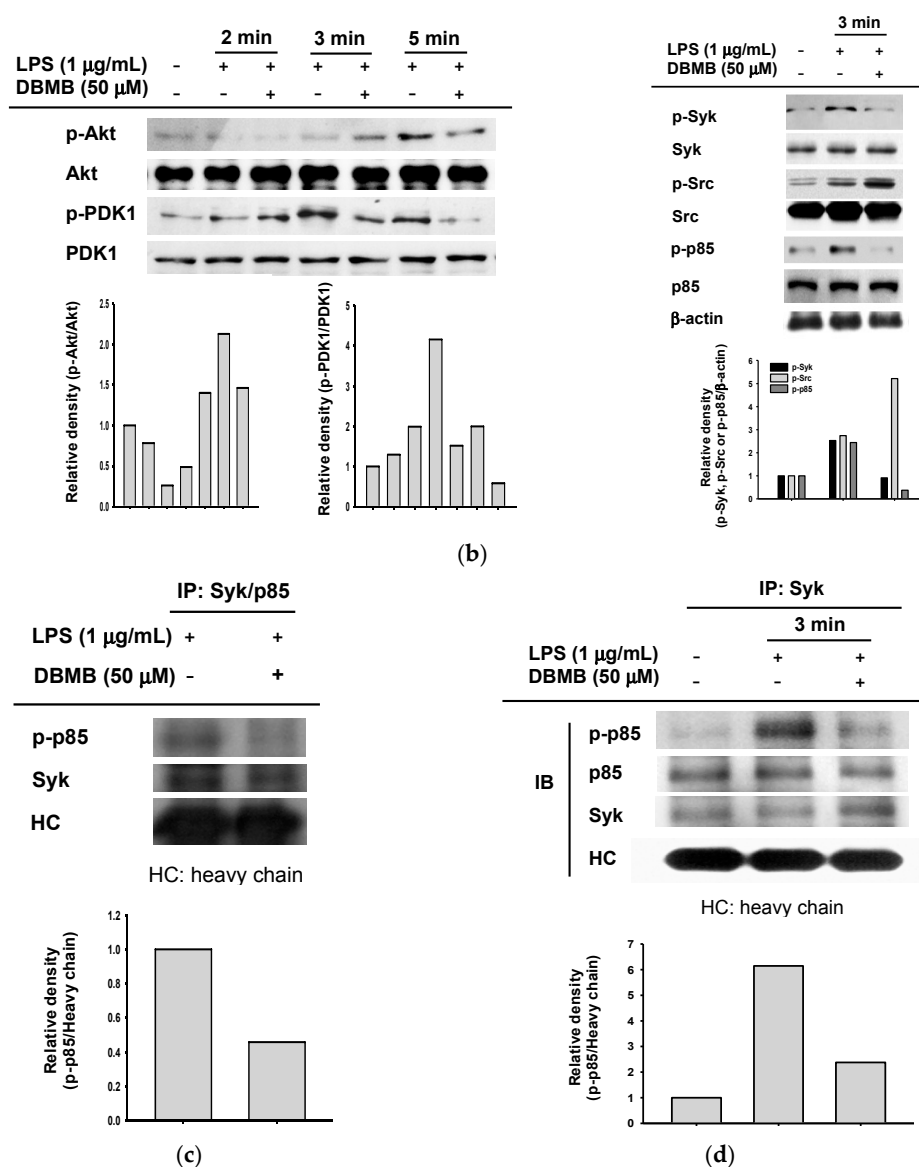 2 min 3 min 5 min
LPS (1 μg/mL) - + + + + + +
DBMB (50 μM) - - + - + - +
p-Akt
Akt
p-PDK1
PDK1
Relative density (p-Akt/Akt)
2.5
2.0
1.5
1.0
0.5
0.0
Relative density (p-PDK1/PDK1)
5
4
2
1
0
3 min
LPS (1 μg/mL) - + +
DBMB (50 μM) - - +
p-Syk
Syk
p-Src
Src
p-p85
p85
β-actin
Relative density
(p-Syk, p-Src or p-p85/β-actin)
6
5
4
3
2
1
0
p-Syk
p-Src
p-p85
(b)
IP: Syk/p85
LPS (1 μg/mL) + +
DBMB (50 μM) - +
p-p85
Syk
HC
HC: heavy chain
Relative density
(p-p85/Heavy chain)
1.2
1.0
0.8
0.6
0.4
0.2
0.0
(c)
IP: Syk
3 min
LPS (1 μg/mL) - + +
DBMB (50 μM) - - +
IB
p-p85
p85
Syk
HC
HC: heavy chain
Relative density
(p-p85/Heavy chain)
7
6
5
4
3
2
1
0
(d)